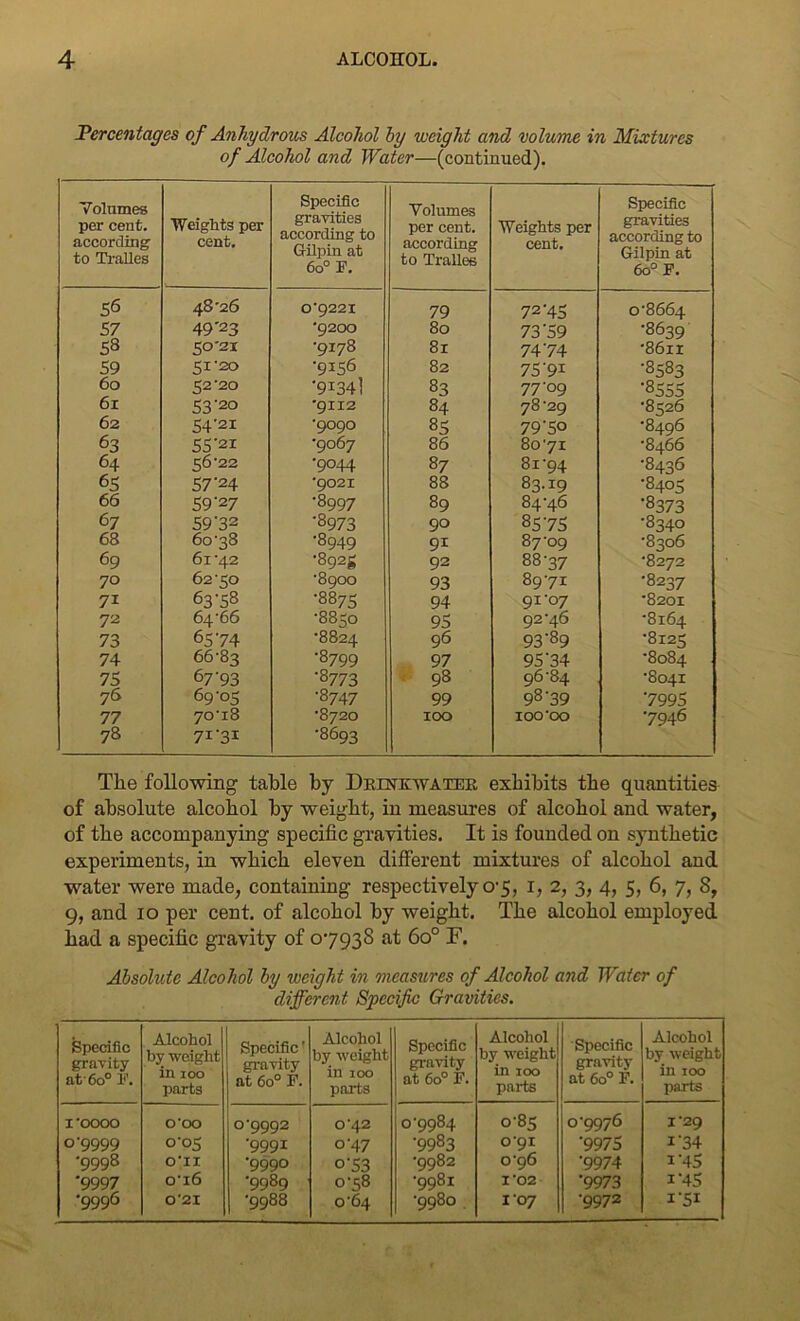 4 ALCOHOL.
Percentages of Anhydrous Alcohol by weight and volume in Mixtures
of Alcohol and Water—(continued).
Volumes per cent. according to Tralles | Weights per cent. | Specific gravities according to Gilpin at 60° F. | Volumes per cent. according to Tralles | Weights per cent. | Specific gravities according to Gilpin at 60° F.
56 48·26 0·9221 79 72·45 0·8664
57 49·23 ·9200 80 73·59 ·8639
58 50·21 ·9178 81 74·74 ·8611
59 51·20 ·9156 82 75·91 ·8583
60 52·20 ·9134 83 77·09 ·8555
61 53·20 ·9112 84 78·29 ·8526
62 54·21 ·9090 85 79·50 ·8496
63 55·21 ·9067 86 80·71 ·8466
64 56·22 ·9044 87 81·94 ·8436
65 57·24 ·9021 88 83.19 ·8405
66 59·27 ·8997 89 84·46 ·8373
67 59·32 ·8973 90 85·75 ·8340
68 60·38 ·8949 91 87·09 ·8306
69 61·42 ·8925 92 88·37 ·8272
70 62·50 ·8900 93 89·71 ·8237
71 63·58 ·8875 94 91·07 ·8201
72 64·66 ·8850 95 92·46 ·8164
73 65·74 ·8824 96 93·89 ·8125
74 66·83 ·8799 97 95·34 ·8084
75 67·93 ·8773 98 96·84 ·8041
76 69·05 ·8747 99 98·39 ·7995
77 70·18 ·8720 100 100·00 ·7946
78 71·31 ·8693
The following table by DRINKWATER exhibits the quantities
of absolute alcohol by weight, in measures of alcohol and water,
of the accompanying specific gravities. It is founded on synthetic
experiments, in which eleven different mixtures of alcohol and
water were made, containing respectively 0·5, 1, 2, 3, 4, 5, 6, 7, 8,
9, and 10 per cent. of alcohol by weight. The alcohol employed
had a specific gravity of 0·7938 at 60° F.
Absolute Alcohol by weight in measures of Alcohol and Water of
different Specific Gravities.
Specific gravity at 60° F. | Alcohol by weight in 100 parts | Specific gravity at 60° F. | Alcohol by weight in 100 parts | Specific gravity at 60° F. | Alcohol by weight in 100 parts | Specific gravity at 60° F. | Alcohol by weight in 100 parts
1·0000 0·00 0·9992 0·42 0·9984 0·85 0·9976 1·29
0·9999 0·05 ·9991 0·47 ·9983 0·91 ·9975 1·34
·9998 0·11 ·9990 0·53 ·9982 0·96 ·9974 1·45
·9997 0·16 ·9989 0·58 ·9981 1·02 ·9973 1·45
·9996 0·21 ·9988 0·64 ·9980 1·07 ·9972 1·51